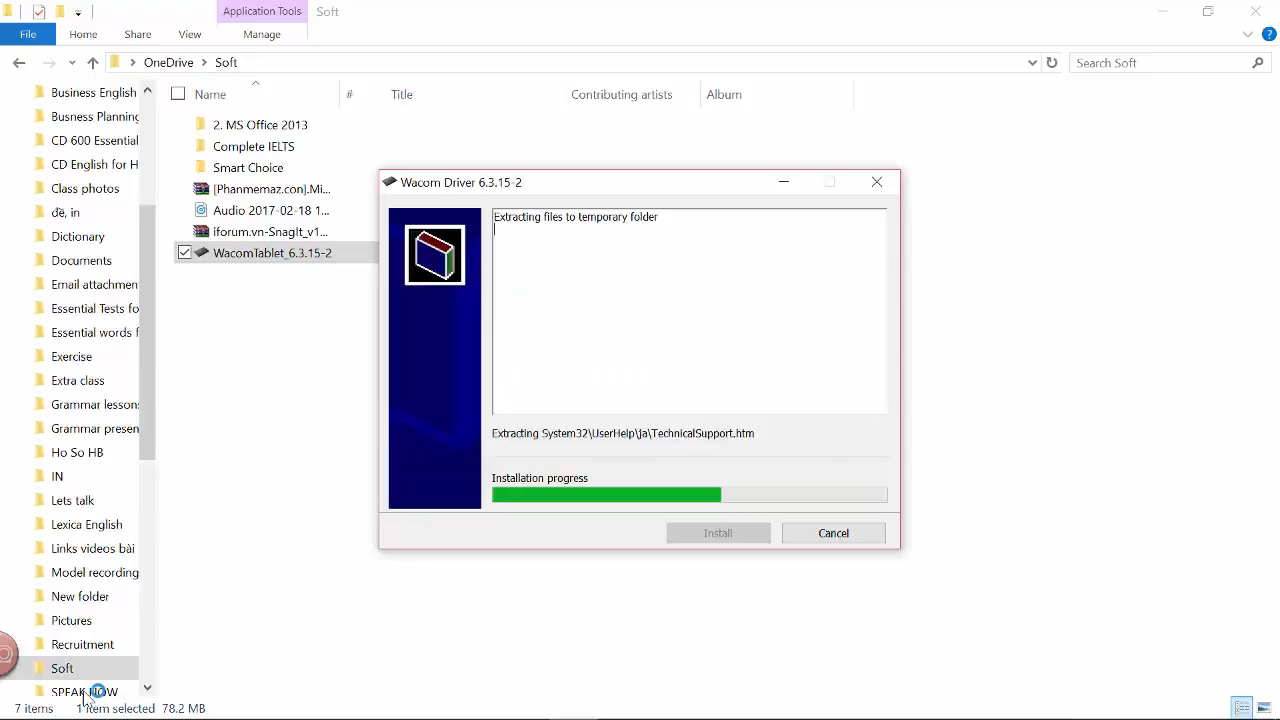 Application Tools
Soft
File
Home
Share
View
Manage
OneDrive
Soft
Search Soft
Name
#
Title
Contributing artists
Album
Business English
Busness Planning
CD 600 Essential
CD English for H
Class photos
đề, in
Dictionary
Documents
Email attachmen
Essential Tests fo
Essential words f
Exercise
Extra class
Grammar lessons
Grammar presen
Ho So HB
IN
Lets talk
Lexica English
Links videos bài
Model recording
New folder
Pictures
Recruitment
Soft
SPEAK NOW
2. MS Office 2013
Complete IELTS
Smart Choice
[Phanmemaz.con].Mi...
Audio 2017-02-18 1...
iforum.vn-SnagIt_v1...
WacomTablet_6.3.15-2
Wacom Driver 6.3.15-2
Extracting files to temporary folder
Extracting System32\UserHelp\ja\TechnicalSupport.htm
Installation progress
Install
Cancel
7 items
1 item selected
78.2 MB